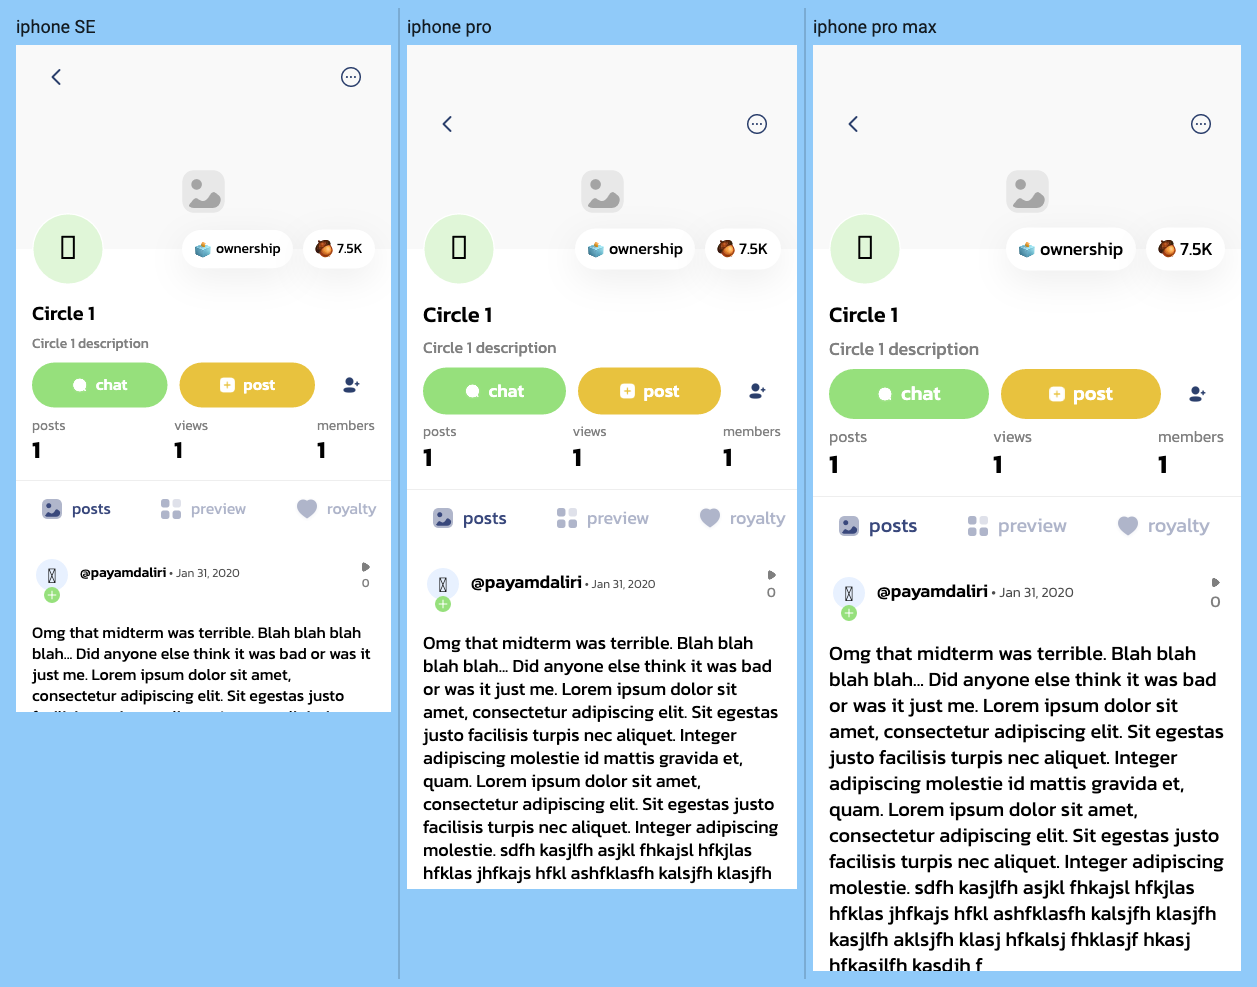 iphone SE
ownership
7.5K
Circle 1
Circle 1 description
chat
post
posts
views
members
1
1
1
posts
preview
royalty
@payamdaliri • Jan 31, 2020
0
Omg that midterm was terrible. Blah blah blah
blah... Did anyone else think it was bad or was it
just me. Lorem ipsum dolor sit amet,
consectetur adipiscing elit. Sit egestas justo
iphone pro
ownership
7.5K
Circle 1
Circle 1 description
chat
post
posts
views
members
1
1
1
posts
preview
royalty
@payamdaliri • Jan 31, 2020
0
Omg that midterm was terrible. Blah blah
blah blah... Did anyone else think it was bad
or was it just me. Lorem ipsum dolor sit
amet, consectetur adipiscing elit. Sit egestas
justo facilisis turpis nec aliquet. Integer
adipiscing molestie id mattis gravida et,
quam. Lorem ipsum dolor sit amet,
consectetur adipiscing elit. Sit egestas justo
facilisis turpis nec aliquet. Integer adipiscing
molestie. sdfh kasjlfh asjkl fhkajsl hfkjlas
hfklas jhfkajs hfkl ashfklasfh kalsjfh klasjfh
iphone pro max
ownership
7.5K
Circle 1
Circle 1 description
chat
post
posts
views
members
1
1
1
posts
preview
royalty
@payamdaliri • Jan 31, 2020
0
Omg that midterm was terrible. Blah blah
blah blah... Did anyone else think it was bad
or was it just me. Lorem ipsum dolor sit
amet, consectetur adipiscing elit. Sit egestas
justo facilisis turpis nec aliquet. Integer
adipiscing molestie id mattis gravida et,
quam. Lorem ipsum dolor sit amet,
consectetur adipiscing elit. Sit egestas justo
facilisis turpis nec aliquet. Integer adipiscing
molestie. sdfh kasjlfh asjkl fhkajsl hfkjlas
hfklas jhfkajs hfkl ashfklasfh kalsjfh klasjfh
kasjlfh aklsjfh klasj hfkalsj fhklasjf hkasj
hfkasjlfh kasdjh f